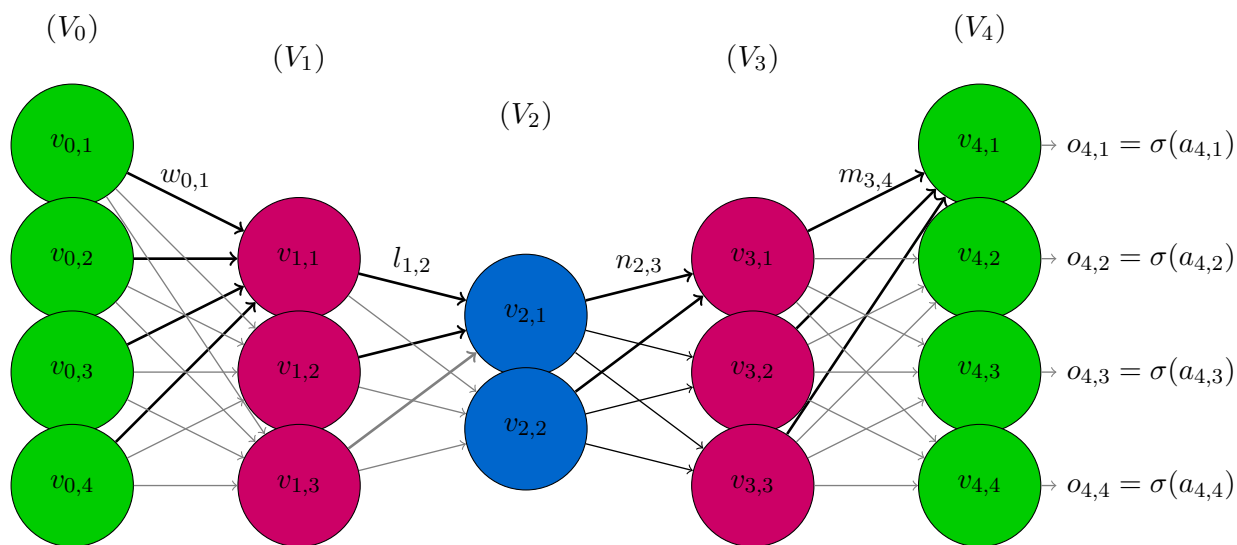 (V_0)
(V_1)
(V_2)
(V_3)
(V_4)
v_{0,1}
v_{0,2}
v_{0,3}
v_{0,4}
w_{0,1}
v_{1,1}
v_{1,2}
v_{1,3}
l_{1,2}
v_{2,1}
v_{2,2}
n_{2,3}
v_{3,1}
v_{3,2}
v_{3,3}
m_{3,4}
v_{4,1}
v_{4,2}
v_{4,3}
v_{4,4}
o_{4,1} = σ(a_{4,1})
o_{4,2} = σ(a_{4,2})
o_{4,3} = σ(a_{4,3})
o_{4,4} = σ(a_{4,4})